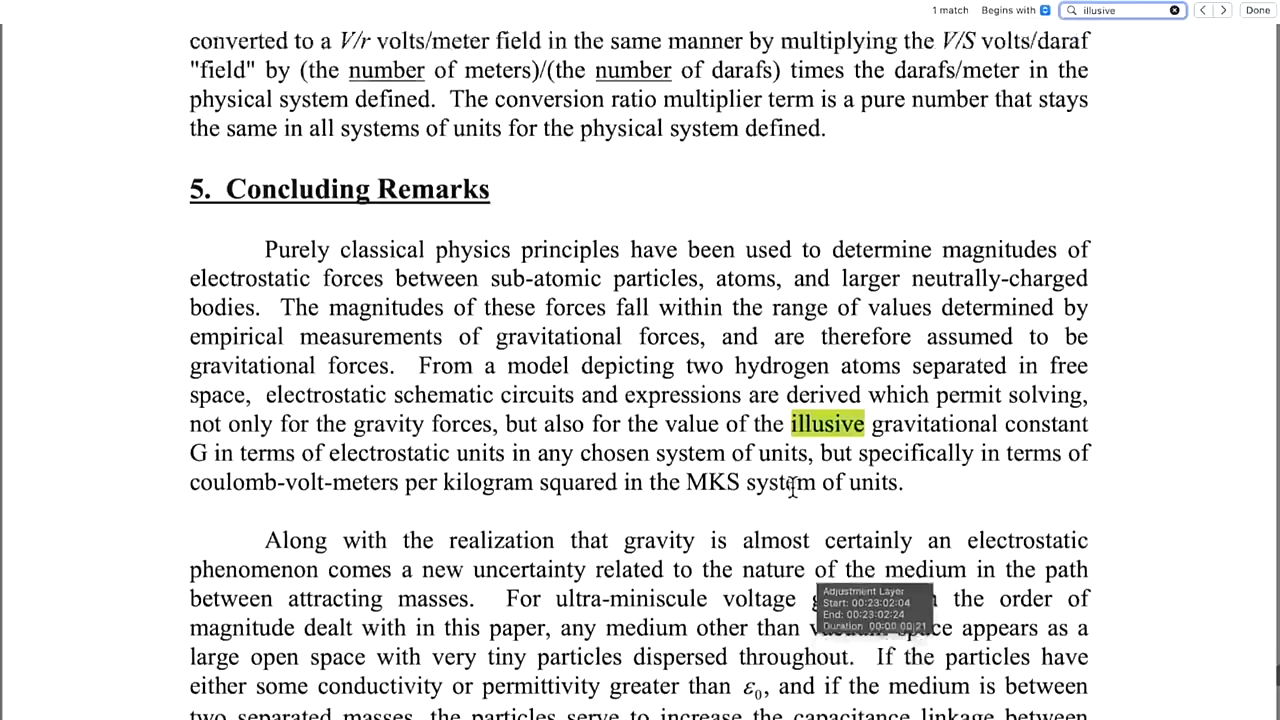 1 match Begins with illusive Done
converted to a V/r volts/meter field in the same manner by multiplying the V/S volts/daraf
"field" by (the number of meters)/(the number of darafs) times the darafs/meter in the
physical system defined. The conversion ratio multiplier term is a pure number that stays
the same in all systems of units for the physical system defined.
5. Concluding Remarks
Purely classical physics principles have been used to determine magnitudes of
electrostatic forces between sub-atomic particles, atoms, and larger neutrally-charged
bodies. The magnitudes of these forces fall within the range of values determined by
empirical measurements of gravitational forces, and are therefore assumed to be
gravitational forces. From a model depicting two hydrogen atoms separated in free
space, electrostatic schematic circuits and expressions are derived which permit solving,
not only for the gravity forces, but also for the value of the illusive gravitational constant
G in terms of electrostatic units in any chosen system of units, but specifically in terms of
coulomb-volt-meters per kilogram squared in the MKS system of units.
Along with the realization that gravity is almost certainly an electrostatic
phenomenon comes a new uncertainty related to the nature of the medium in the path
between attracting masses. For ultra-miniscule voltage the order of
magnitude dealt with in this paper, any medium other than appears as a
large open space with very tiny particles dispersed throughout. If the particles have
either some conductivity or permittivity greater than ε₀, and if the medium is between
two separated masses, the particles serve to increase the capacitance linkage between
Adjustment Layer
Start: 00:23:02:04
End: 00:23:02:24
Duration: 00:00:00:21